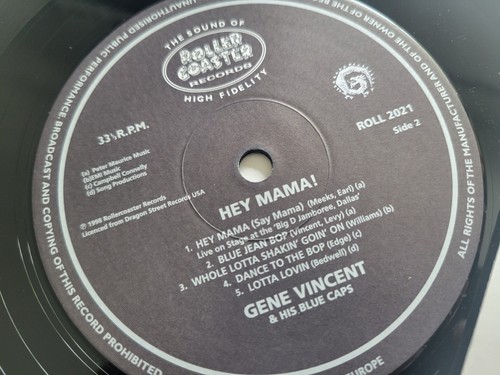 UNAUTHORISED PUBLIC PERFORMANCE, BROADCAST AND COPYING OF THIS RECORD PROHIBITED
ALL RIGHTS OF THE MANUFACTURER AND OF THE OWNER OF THE
EUROPE
THE SOUND OF
ROLLER
COASTER
RECORDS
HIGH FIDELITY
33⅓ R.P.M.
ROLL 2021
Side 2
(a) Peter Maurice Music
(b) EMI Music
(c) Campbell Connelly
(d) Song Productions
℗ 1998 Rollercoaster Records
Licenced from Dragon Street Records USA
HEY MAMA!
1. HEY MAMA (Say Mama) (Meeks, Earl) (a)
Live on Stage at the 'Big D Jamboree, Dallas'
2. BLUE JEAN BOP (Vincent, Levy) (a)
3. WHOLE LOTTA SHAKIN' GOIN' ON (Williams) (b)
4. DANCE TO THE BOP (Edge) (c)
5. LOTTA LOVIN (Bedwell) (d)
GENE VINCENT
& HIS BLUE CAPS